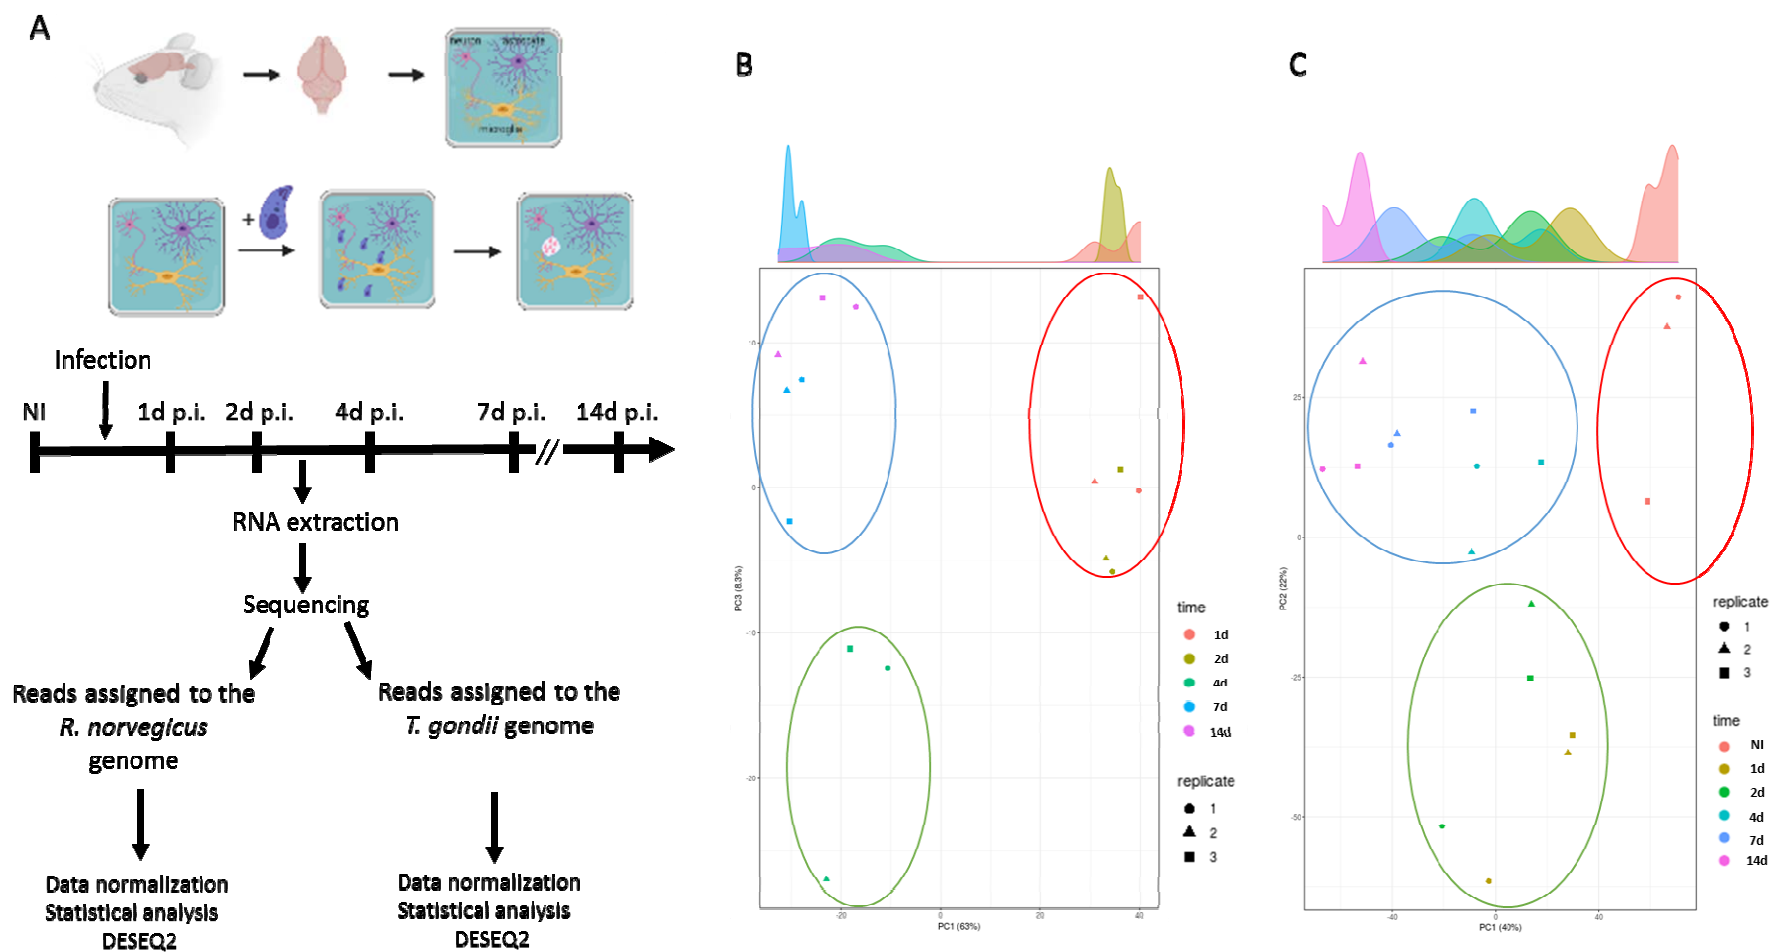 A
neuron
astrocyte
microglia
+
Infection
NI
1d p.i.
2d p.i.
4d p.i.
7d p.i.
14d p.i.
RNA extraction
Sequencing
Reads assigned to the
R. norvegicus
genome
Reads assigned to the
T. gondii genome
Data normalization
Statistical analysis
DESEQ2
Data normalization
Statistical analysis
DESEQ2
B
0
-20
PC3 (8.3%)
-20
0
20
40
PC1 (63%)
time
1d
2d
4d
7d
14d
replicate
1
2
3
C
25
0
-25
-50
PC2 (22%)
-40
0
40
PC1 (40%)
replicate
1
2
3
time
NI
1d
2d
4d
7d
14d